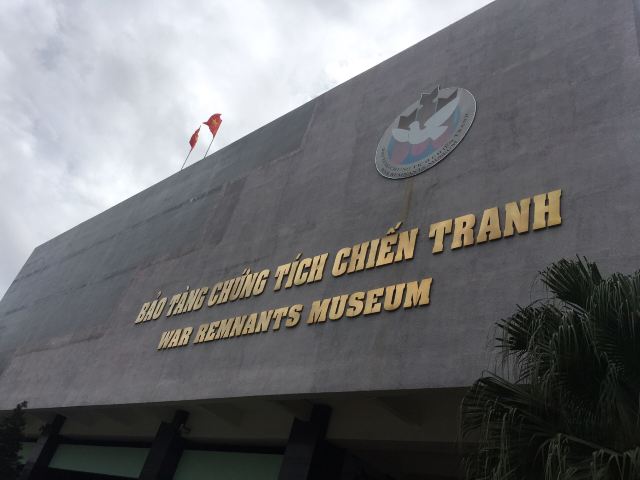 BẢO TÀNG CHỨNG TÍCH CHIẾN TRANH
WAR REMNANTS MUSEUM